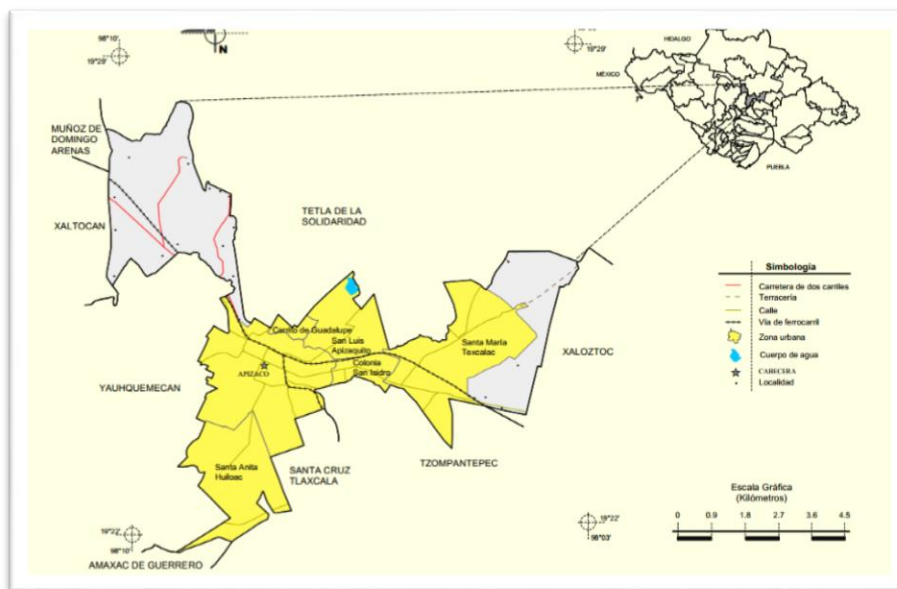 98°10'
19°29'
N
19°29'
HIDALGO
MÉXICO
PUEBLA
MUÑOZ DE
DOMINGO
ARENAS
XALTOCAN
TETLA DE LA
SOLIDARIDAD
Simbología
Carretera de dos carriles
Terracería
Calle
Vía de ferrocarril
Zona urbana
Cuerpo de agua
CABECERA
Localidad
Cerrito de Guadalupe
San Luis
Apizaquito
Santa María
Texcalac
XALOZTOC
Colonia
San Isidro
APIZACO
YAUHQUEMECAN
Santa Anita
Huiloac
SANTA CRUZ
TLAXCALA
TZOMPANTEPEC
Escala Gráfica
(Kilómetros)
0 0.9 1.8 2.7 3.6 4.5
19°22'
98°10'
19°22'
98°03'
AMAXAC DE GUERRERO